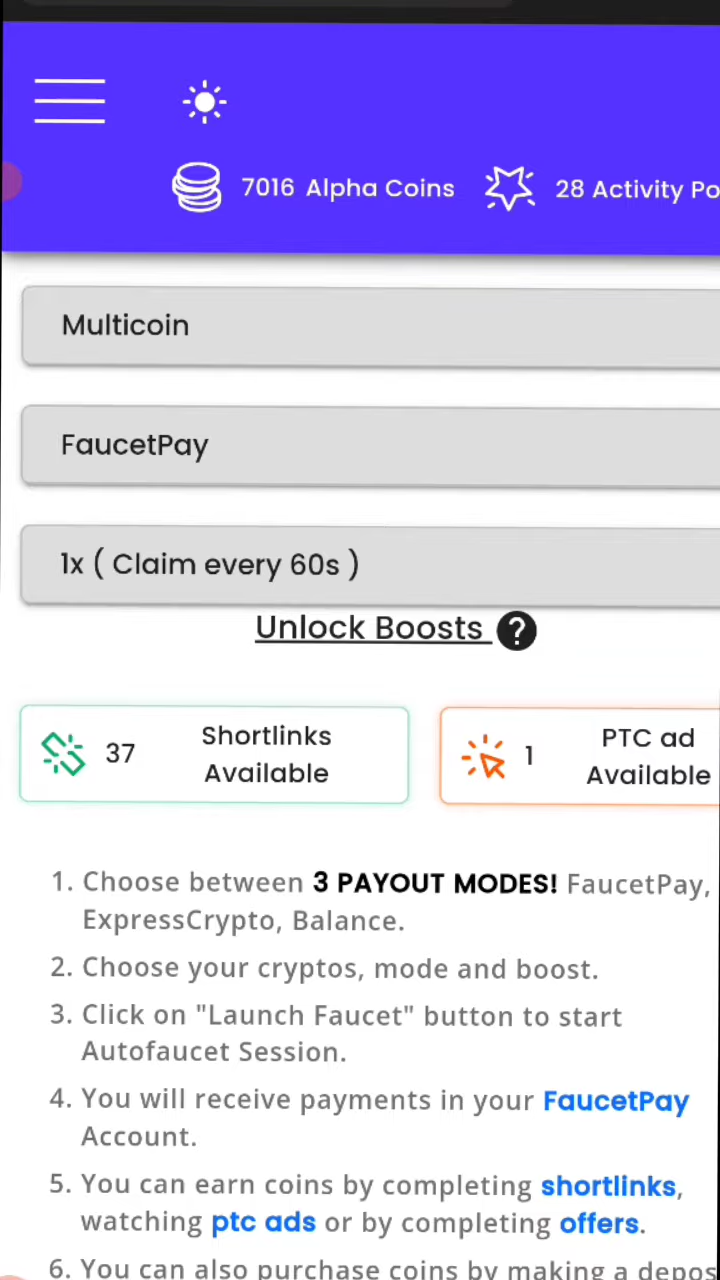 7016 Alpha Coins 28 Activity Po
Multicoin
FaucetPay
1x ( Claim every 60s )
Unlock Boosts ?
37 Shortlinks Available
1 PTC ad Available
1. Choose between 3 PAYOUT MODES! FaucetPay,
ExpressCrypto, Balance.
2. Choose your cryptos, mode and boost.
3. Click on "Launch Faucet" button to start
Autofaucet Session.
4. You will receive payments in your FaucetPay
Account.
5. You can earn coins by completing shortlinks,
watching ptc ads or by completing offers.
6. You can also purchase coins by making a depos